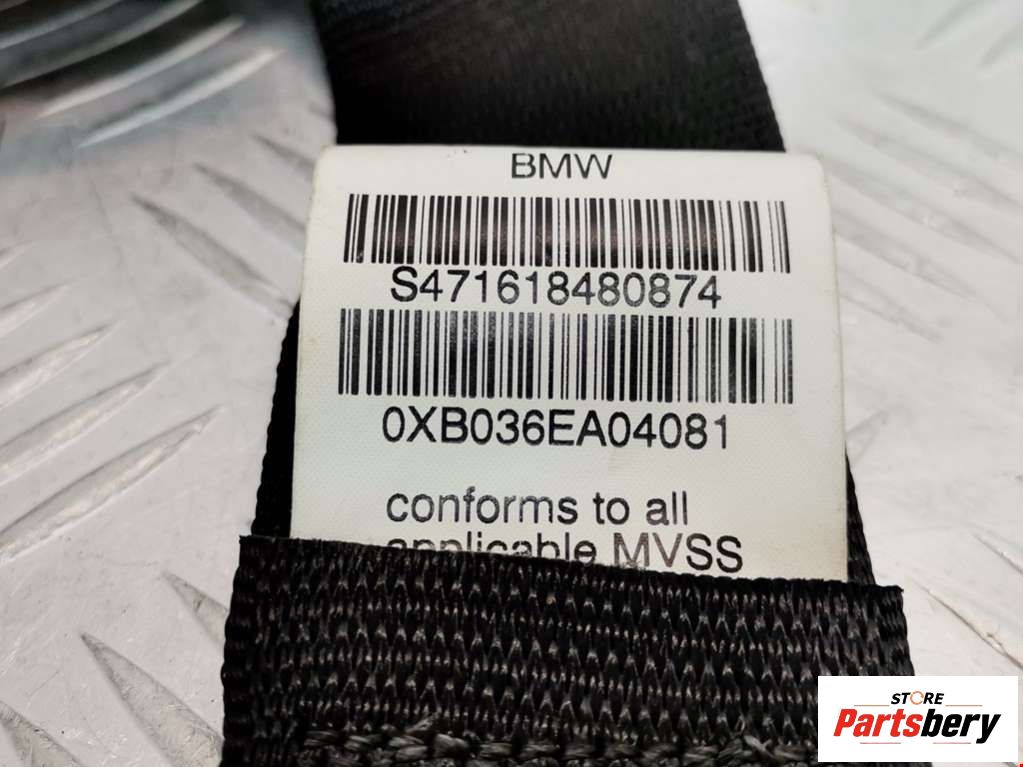 BMW
S471618480874
0XB036EA04081
conforms to all
applicable MVSS
STORE
Partsbery